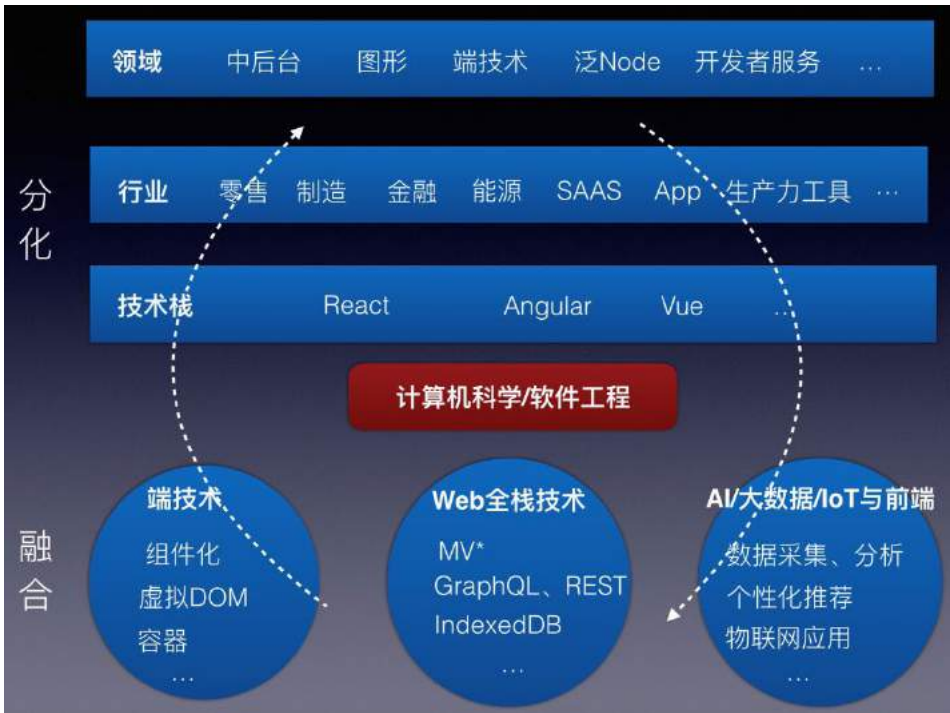 领域 中后台 图形 端技术 泛Node 开发者服务 …
分化
行业 零售 制造 金融 能源 SAAS App 生产力工具 …
技术栈 React Angular Vue …
计算机科学/软件工程
融合
端技术
组件化
虚拟DOM
容器
…
Web全栈技术
MV*
GraphQL、REST
IndexedDB
…
AI/大数据/IoT与前端
数据采集、分析
个性化推荐
物联网应用
…